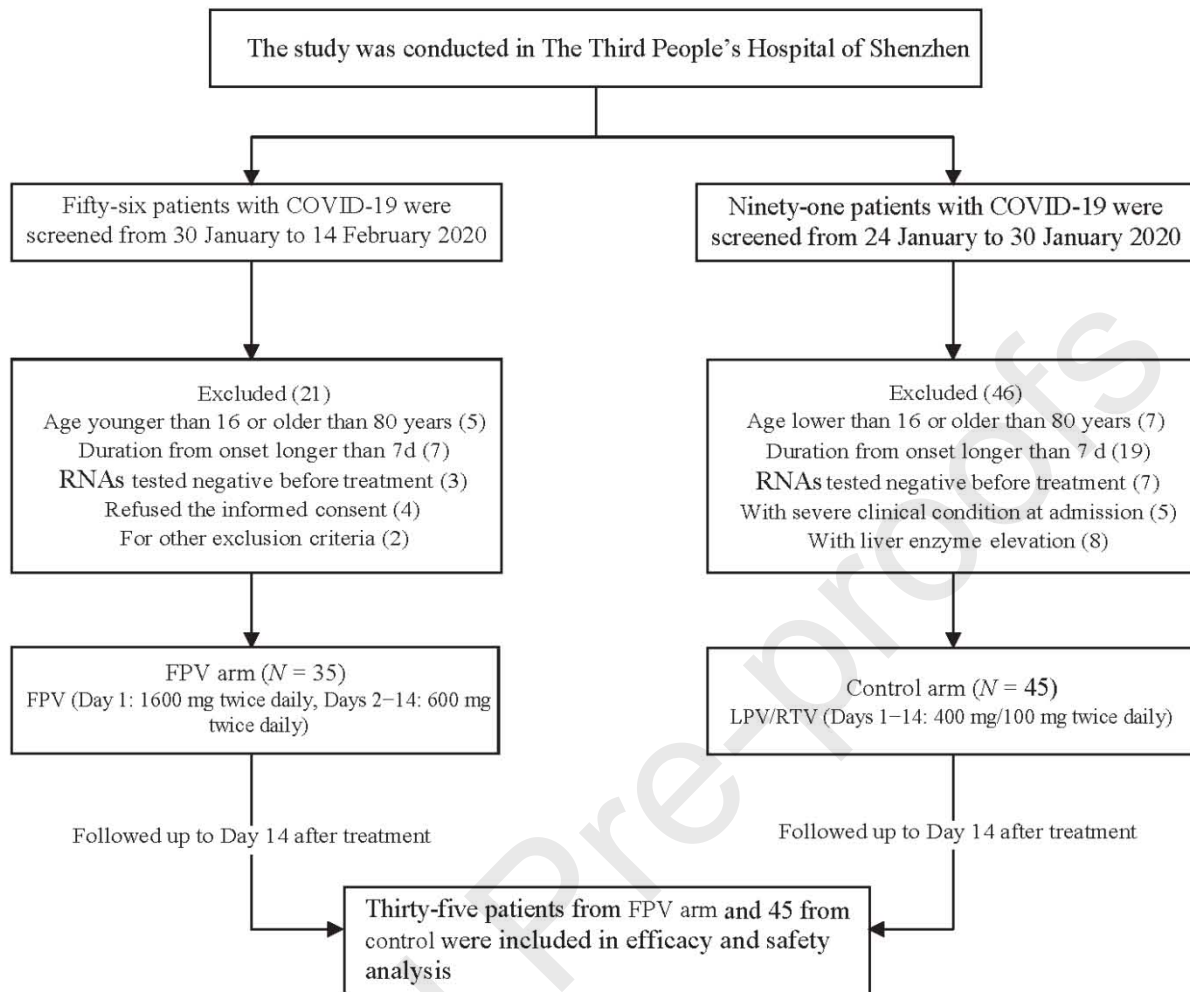 The study was conducted in The Third People's Hospital of Shenzhen
Fifty-six patients with COVID-19 were
screened from 30 January to 14 February 2020
Ninety-one patients with COVID-19 were
screened from 24 January to 30 January 2020
Excluded (21)
Age younger than 16 or older than 80 years (5)
Duration from onset longer than 7d (7)
RNAs tested negative before treatment (3)
Refused the informed consent (4)
For other exclusion criteria (2)
Excluded (46)
Age lower than 16 or older than 80 years (7)
Duration from onset longer than 7 d (19)
RNAs tested negative before treatment (7)
With severe clinical condition at admission (5)
With liver enzyme elevation (8)
FPV arm (N = 35)
FPV (Day 1: 1600 mg twice daily, Days 2−14: 600 mg
twice daily)
Control arm (N = 45)
LPV/RTV (Days 1−14: 400 mg/100 mg twice daily)
Followed up to Day 14 after treatment
Followed up to Day 14 after treatment
Thirty-five patients from FPV arm and 45 from
control were included in efficacy and safety
analysis
Pre-proofs